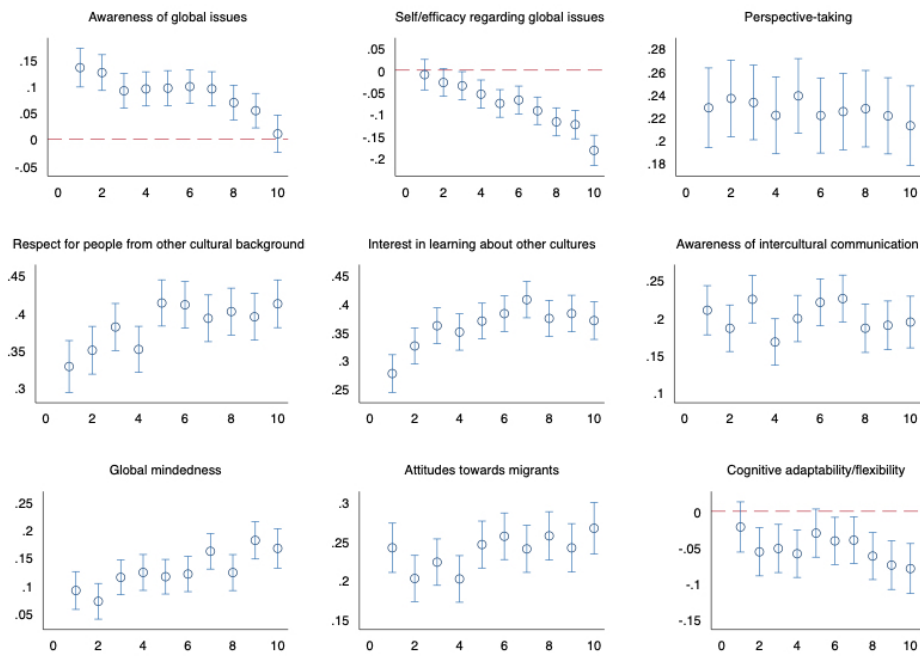 Awareness of global issues
.15
.1
.05
0
-.05
0 2 4 6 8 10
Self/efficacy regarding global issues
.05
0
-.05
-.1
-.15
-.2
0 2 4 6 8 10
Perspective-taking
.28
.26
.24
.22
.2
.18
0 2 4 6 8 10
Respect for people from other cultural background
.45
.4
.35
.3
0 2 4 6 8 10
Interest in learning about other cultures
.45
.4
.35
.3
.25
0 2 4 6 8 10
Awareness of intercultural communication
.25
.2
.15
.1
0 2 4 6 8 10
Global mindedness
.25
.2
.15
.1
.05
0 2 4 6 8 10
Attitudes towards migrants
.3
.25
.2
.15
0 2 4 6 8 10
Cognitive adaptability/flexibility
0
-.05
-.1
-.15
0 2 4 6 8 10